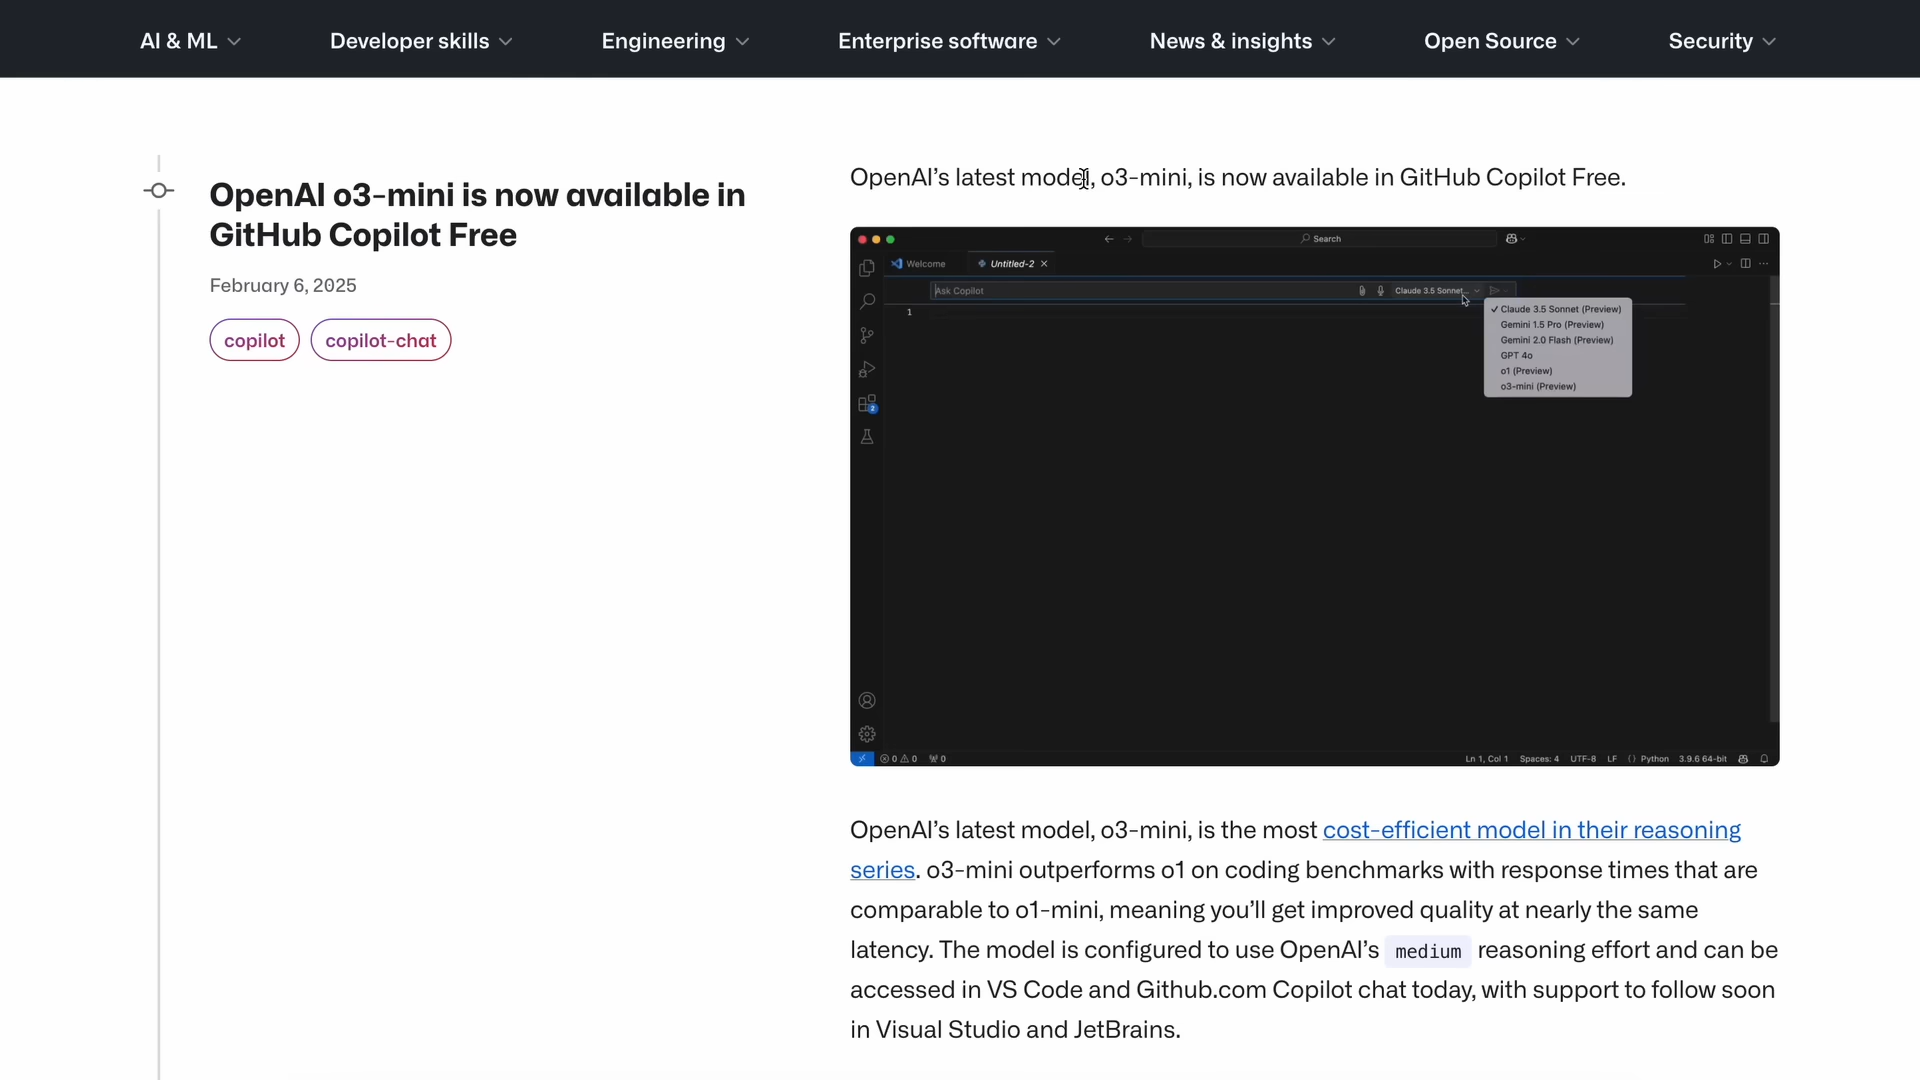 AI & ML
Developer skills
Engineering
Enterprise software
News & insights
Open Source
Security
OpenAI o3-mini is now available in
GitHub Copilot Free
February 6, 2025
copilot
copilot-chat
OpenAI’s latest model, o3-mini, is now available in GitHub Copilot Free.
Search
Welcome
Untitled-2
Ask Copilot
Claude 3.5 Sonnet...
1
✓ Claude 3.5 Sonnet (Preview)
Gemini 1.5 Pro (Preview)
Gemini 2.0 Flash (Preview)
GPT 4o
o1 (Preview)
o3-mini (Preview)
2
0 0 0
Ln 1, Col 1 Spaces: 4 UTF-8 LF {} Python 3.9.6 64-bit
OpenAI’s latest model, o3-mini, is the most cost-efficient model in their reasoning
series. o3-mini outperforms o1 on coding benchmarks with response times that are
comparable to o1-mini, meaning you’ll get improved quality at nearly the same
latency. The model is configured to use OpenAI’s medium reasoning effort and can be
accessed in VS Code and Github.com Copilot chat today, with support to follow soon
in Visual Studio and JetBrains.